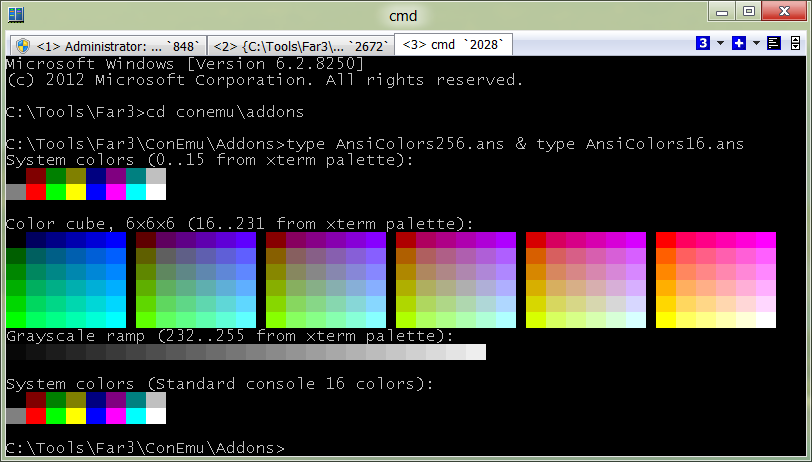 cmd
<1> Administrator: ... `848` <2> {C:\Tools\Far3\... `2672` <3> cmd `2028` 3
Microsoft Windows [Version 6.2.8250]
(c) 2012 Microsoft Corporation. All rights reserved.
C:\Tools\Far3>cd conemu\addons
C:\Tools\Far3\ConEmu\Addons>type AnsiColors256.ans & type AnsiColors16.ans
System colors (0..15 from xterm palette):
Color cube, 6x6x6 (16..231 from xterm palette):
Grayscale ramp (232..255 from xterm palette):
System colors (Standard console 16 colors):
C:\Tools\Far3\ConEmu\Addons>